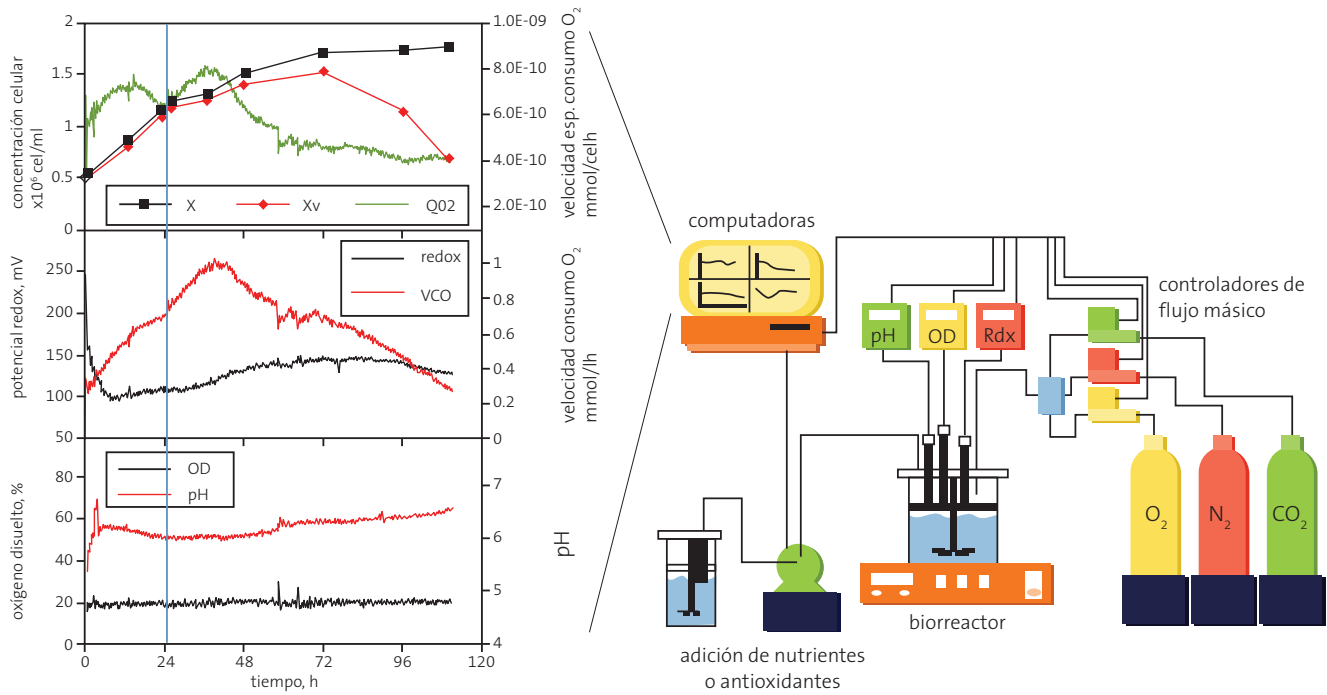 concentración celular
x10⁶ cel/ml
2
1.5
1
0.5
0
1.0E-09
8.0E-10
6.0E-10
4.0E-10
2.0E-10
velocidad esp. consumo O₂
mmol/celh
X
Xv
Q02
potencial redox, mV
250
200
150
100
50
redox
VCO
1
0.8
0.6
0.4
0.2
0
velocidad consumo O₂
mmol/lh
oxígeno disuelto, %
80
60
40
20
0
OD
pH
7
6
5
4
pH
0
24
48
72
96
120
tiempo, h
computadoras
pH
OD
Rdx
controladores de
flujo másico
O₂
N₂
CO₂
biorreactor
adición de nutrientes
o antioxidantes